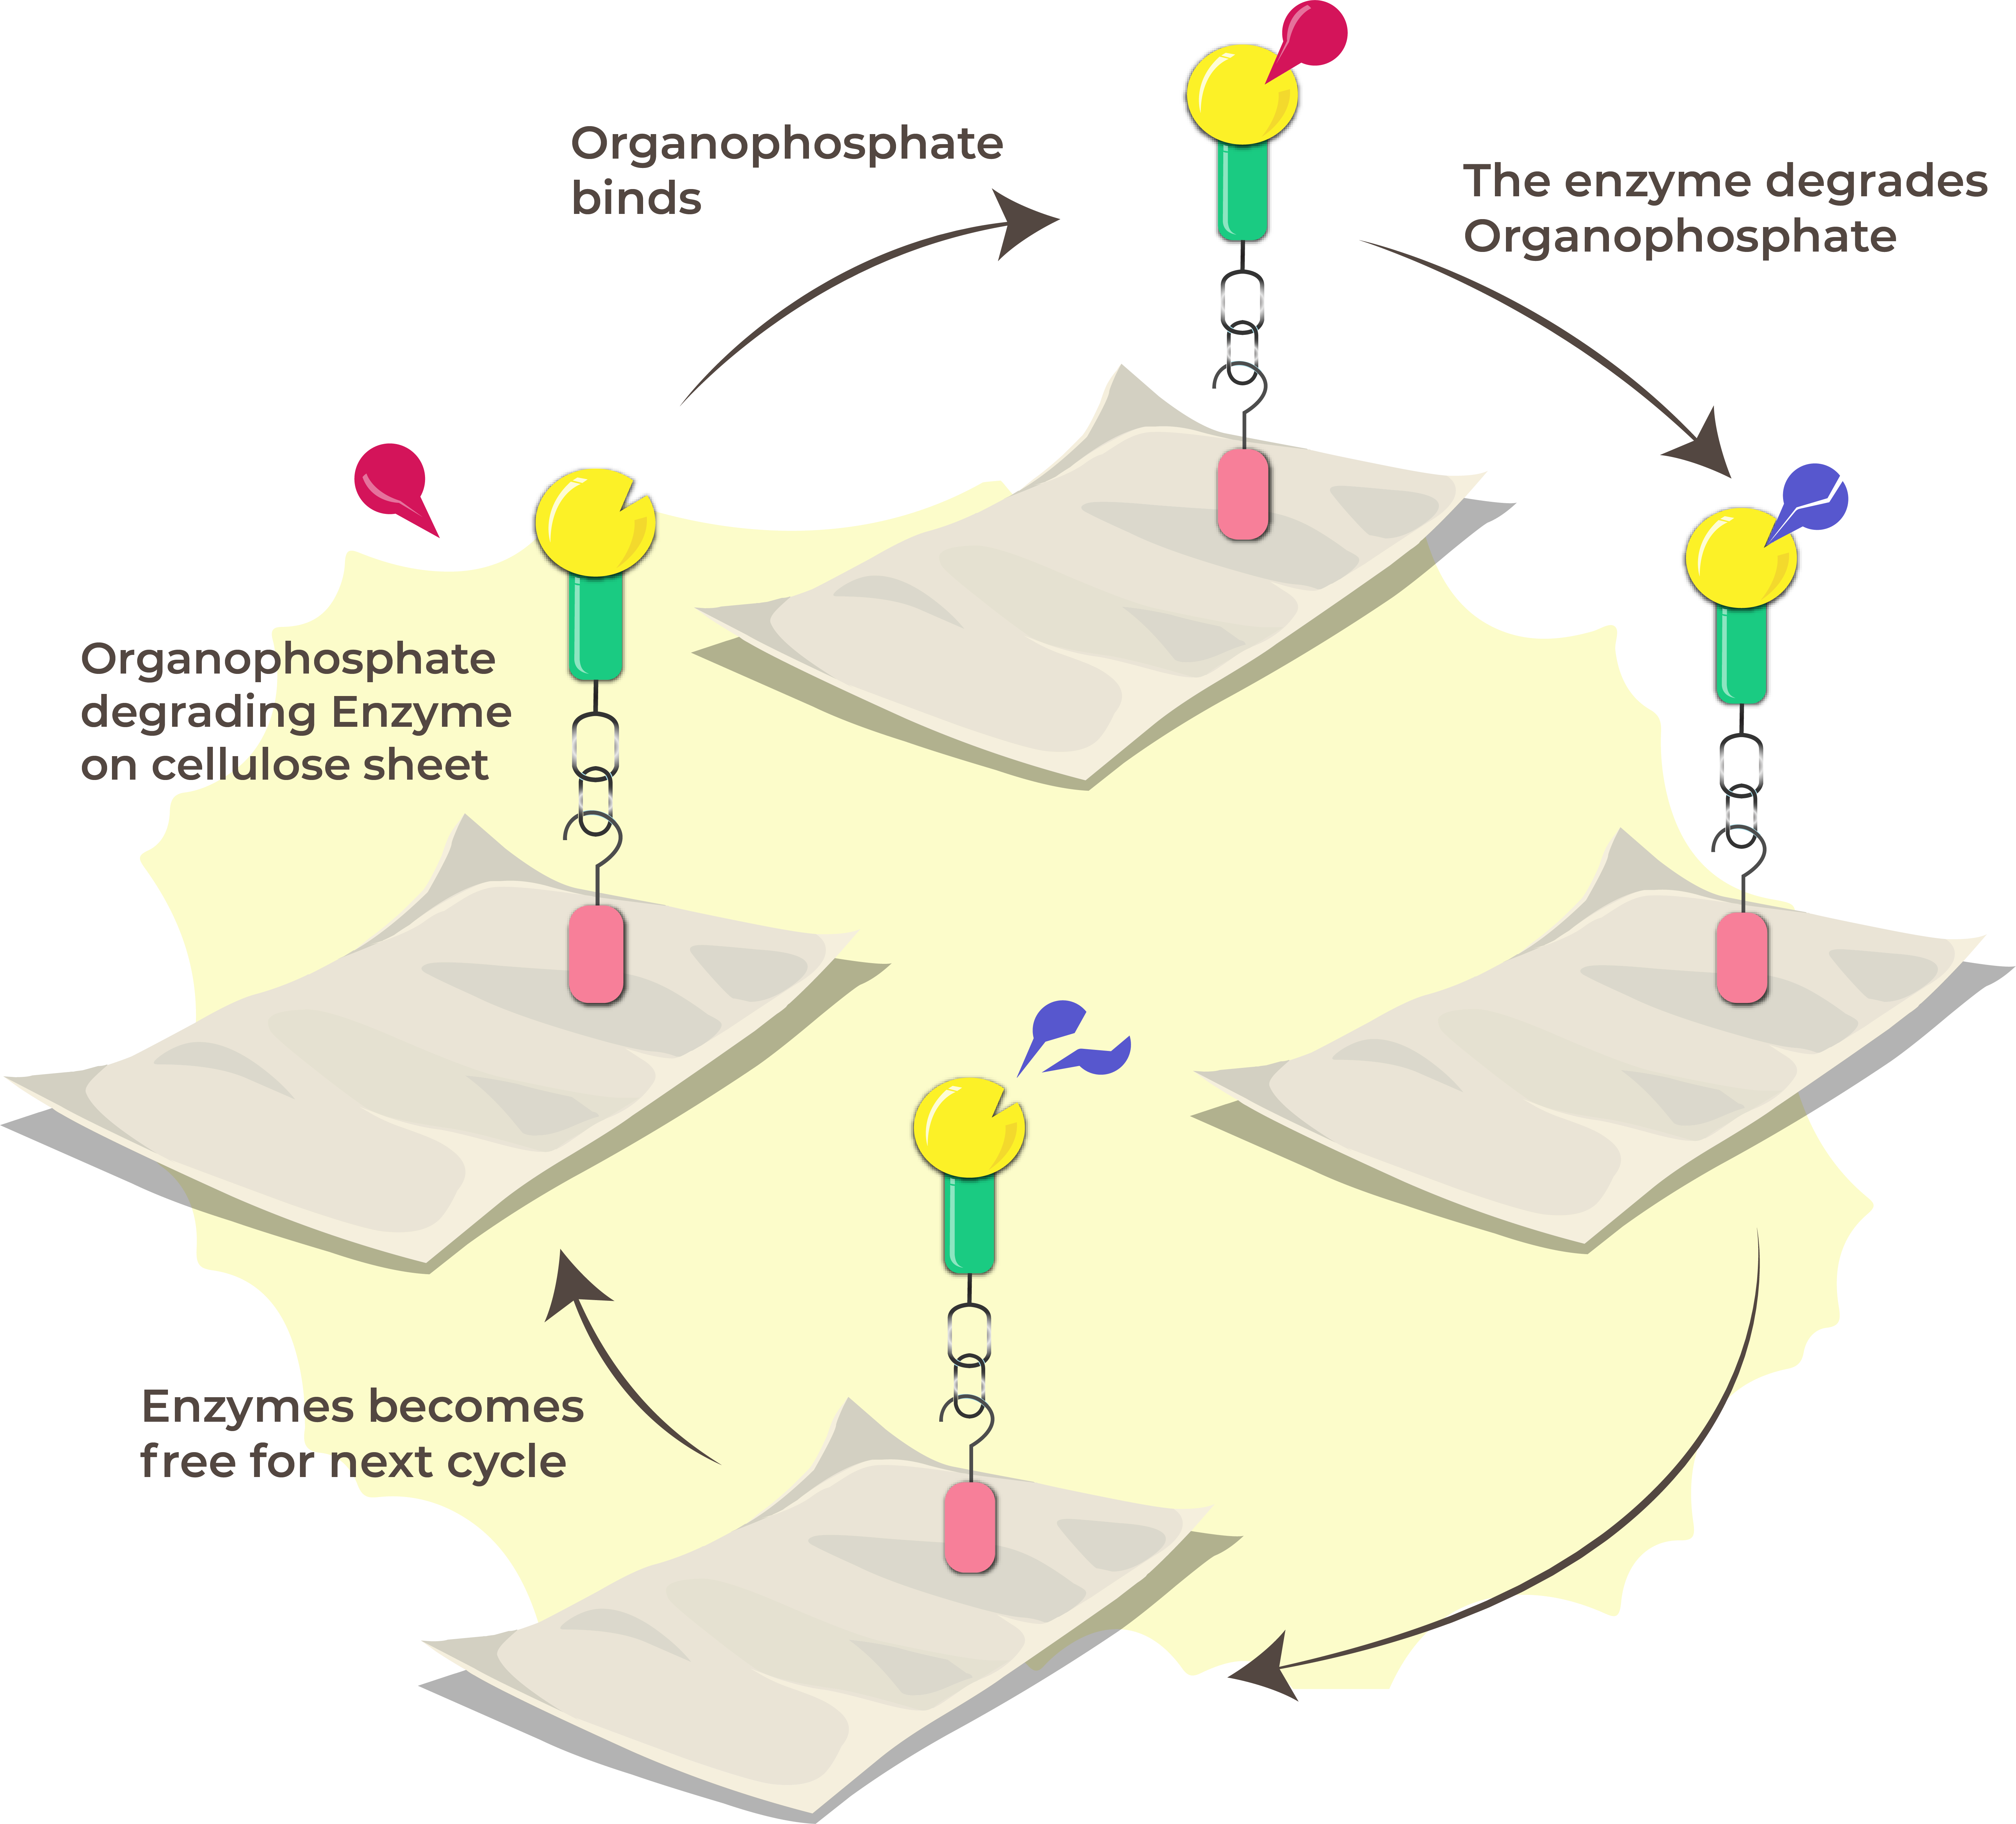 Organophosphate
binds
The enzyme degrades
Organophosphate
Organophosphate
degrading Enzyme
on cellulose sheet
Enzymes becomes
free for next cycle